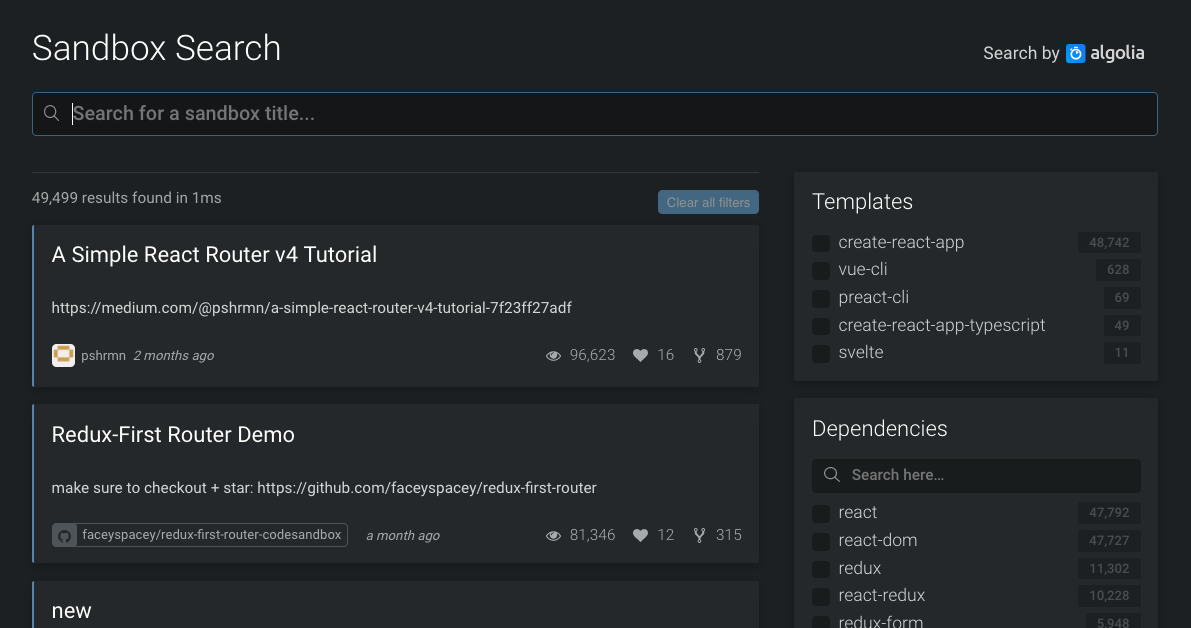 Sandbox Search
Search by algolia
Search for a sandbox title...
49,499 results found in 1ms
Clear all filters
A Simple React Router v4 Tutorial
https://medium.com/@pshrmn/a-simple-react-router-v4-tutorial-7f23ff27adf
pshrmn 2 months ago 96,623 16 879
Redux-First Router Demo
make sure to checkout + star: https://github.com/faceyspacey/redux-first-router
faceyspacey/redux-first-router-codesandbox a month ago 81,346 12 315
new
Templates
create-react-app 48,742
vue-cli 628
preact-cli 69
create-react-app-typescript 49
svelte 11
Dependencies
Search here...
react 47,792
react-dom 47,727
redux 11,302
react-redux 10,228
redux-form 5,948